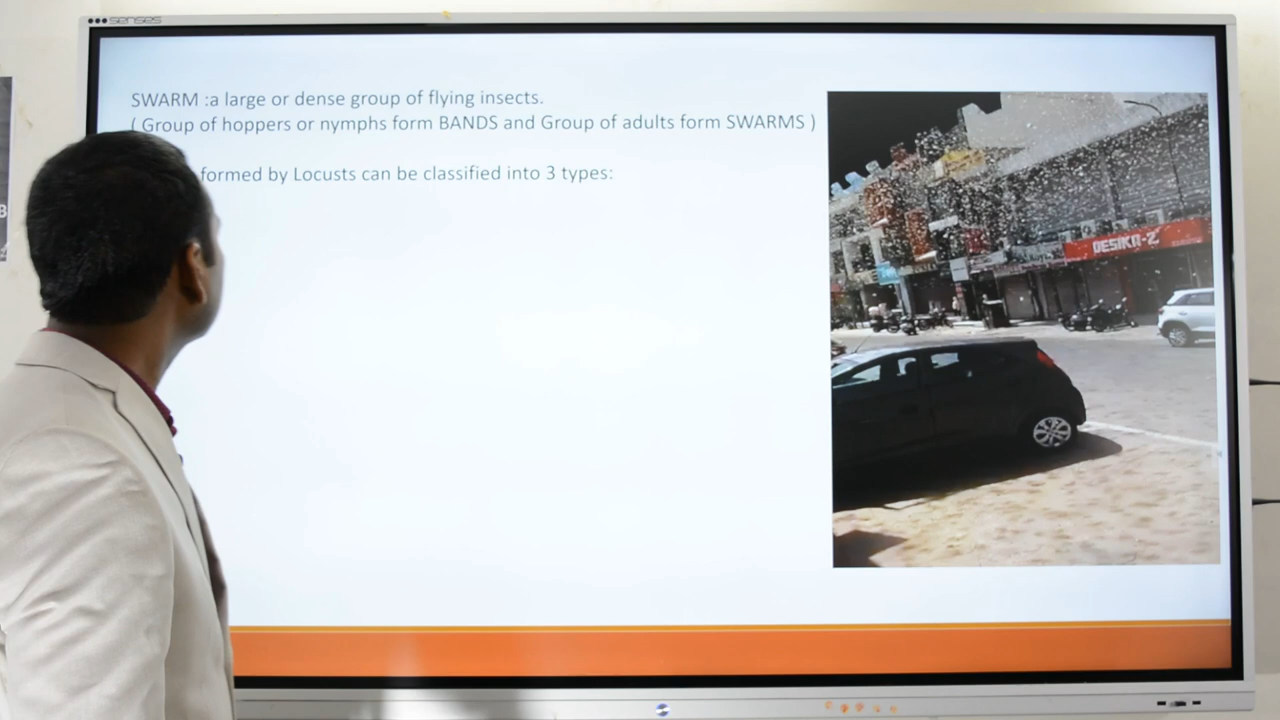 senses
SWARM :a large or dense group of flying insects.
( Group of hoppers or nymphs form BANDS and Group of adults form SWARMS )
formed by Locusts can be classified into 3 types:
DESIKA-Z
B